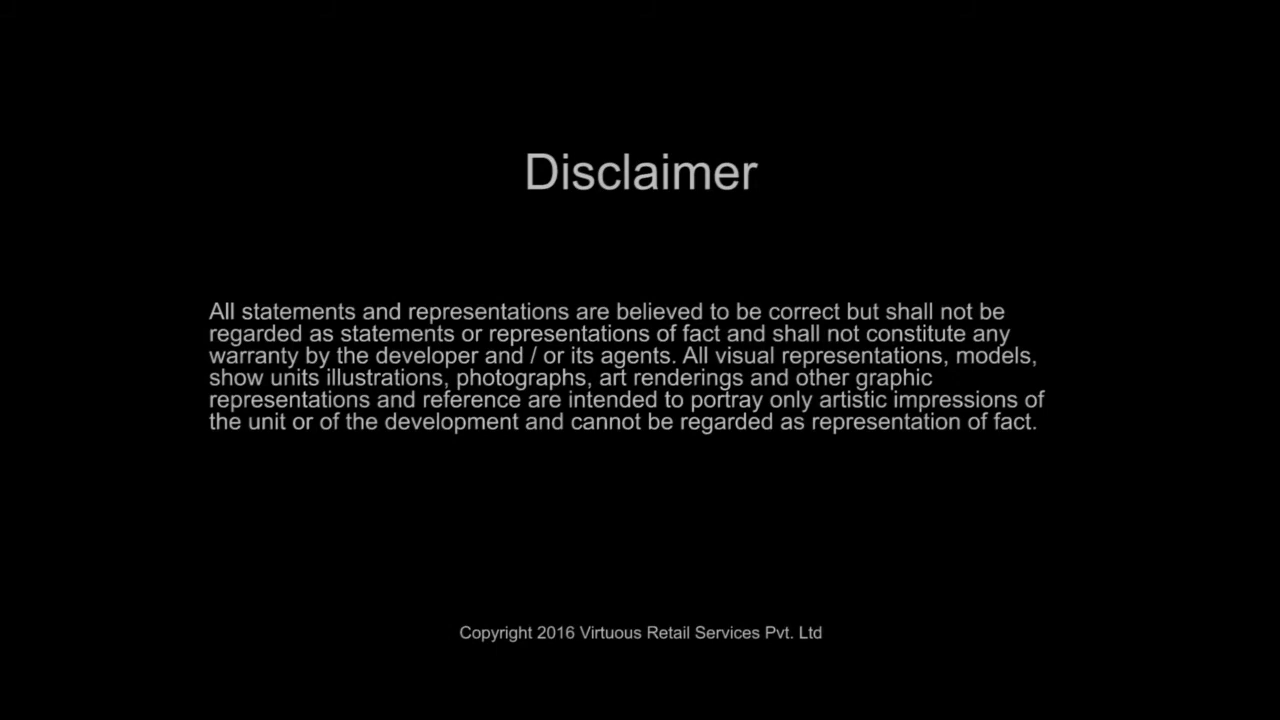 Disclaimer
All statements and representations are believed to be correct but shall not be
regarded as statements or representations of fact and shall not constitute any
warranty by the developer and / or its agents. All visual representations, models,
show units illustrations, photographs, art renderings and other graphic
representations and reference are intended to portray only artistic impressions of
the unit or of the development and cannot be regarded as representation of fact.
Copyright 2016 Virtuous Retail Services Pvt. Ltd